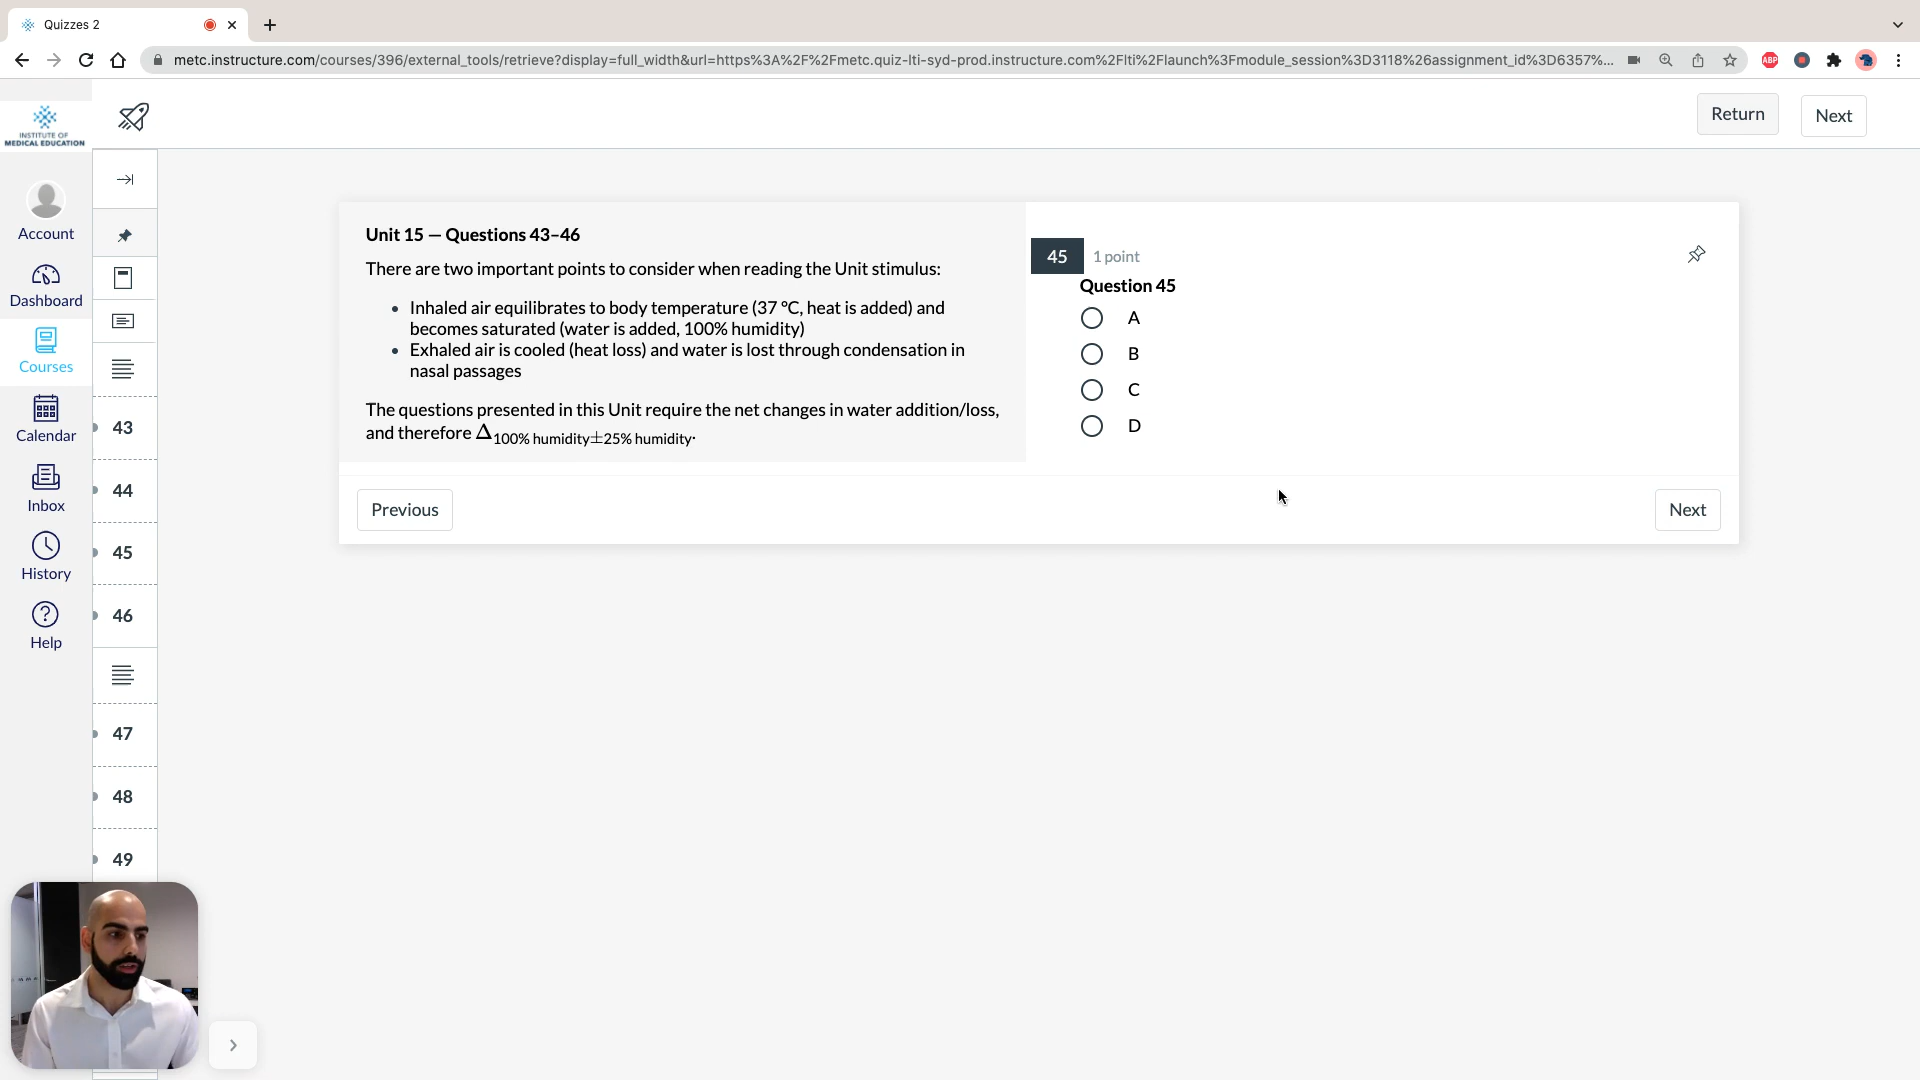 Quizzes 2
metc.instructure.com/courses/396/external_tools/retrieve?display=full_width&url=https%3A%2F%2Fmetc.quiz-lti-syd-prod.instructure.com%2Flti%2Flaunch%3Fmodule_session%3D3118%26assignment_id%3D6357%...
ABP
INSTITUTE OF
MEDICAL EDUCATION
Return
Next
Account
Dashboard
Courses
Calendar
Inbox
History
Help
43
44
45
46
47
48
49
Unit 15 — Questions 43–46
There are two important points to consider when reading the Unit stimulus:
• Inhaled air equilibrates to body temperature (37 °C, heat is added) and
becomes saturated (water is added, 100% humidity)
• Exhaled air is cooled (heat loss) and water is lost through condensation in
nasal passages
The questions presented in this Unit require the net changes in water addition/loss,
and therefore Δ100% humidity±25% humidity.
45 1 point
Question 45
A
B
C
D
Previous
Next